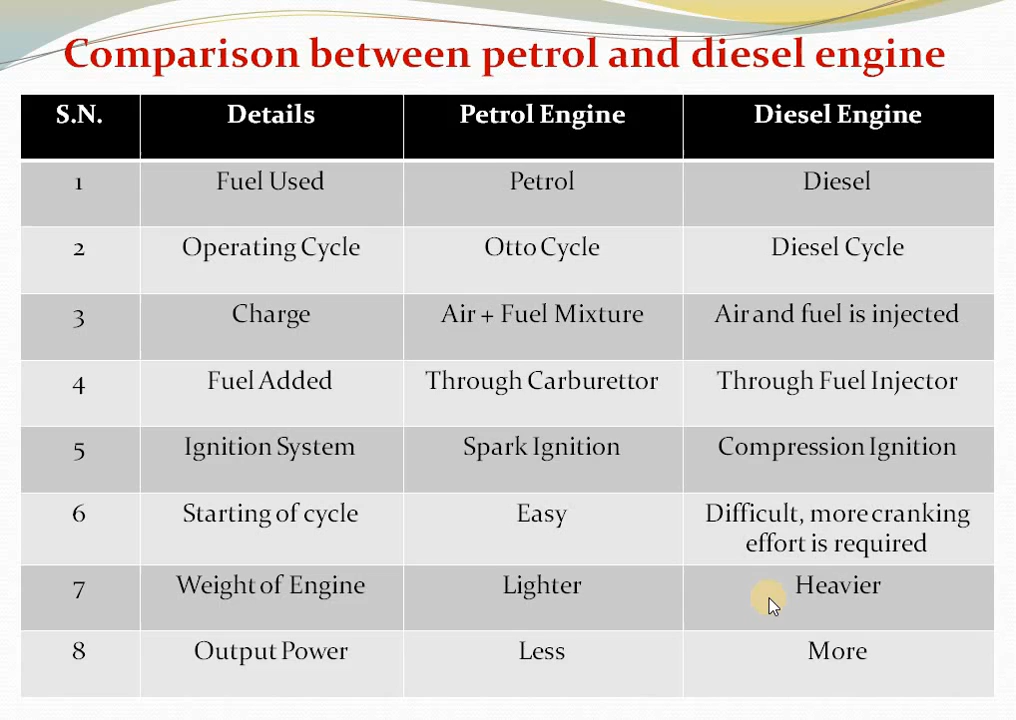 Comparison between petrol and diesel engine
S.N. Details Petrol Engine Diesel Engine
1 Fuel Used Petrol Diesel
2 Operating Cycle Otto Cycle Diesel Cycle
3 Charge Air + Fuel Mixture Air and fuel is injected
4 Fuel Added Through Carburettor Through Fuel Injector
5 Ignition System Spark Ignition Compression Ignition
6 Starting of cycle Easy Difficult, more cranking
effort is required
7 Weight of Engine Lighter Heavier
8 Output Power Less More